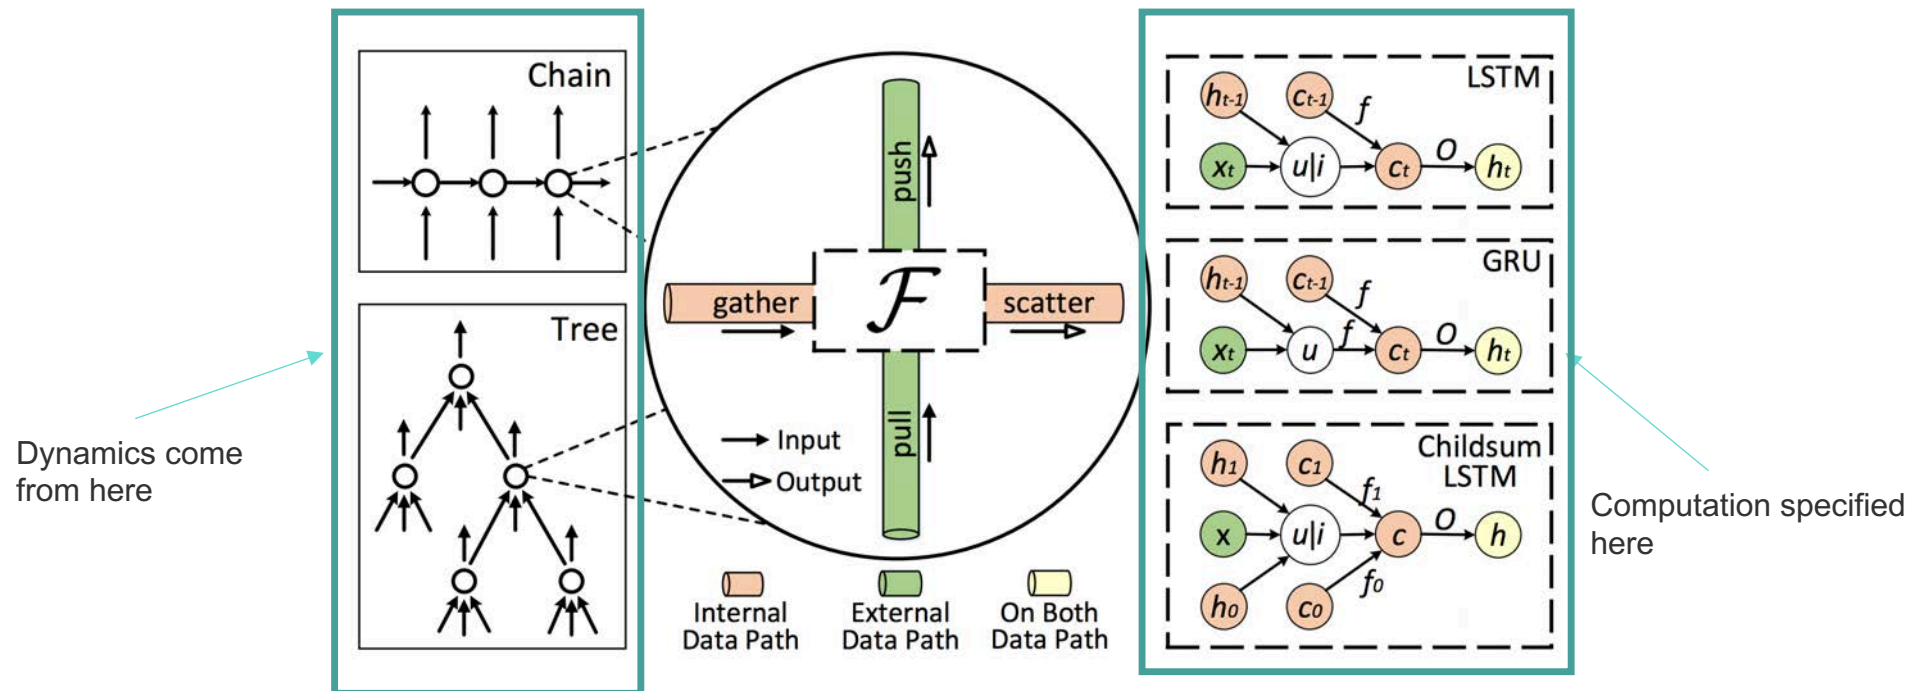 Dynamics come
from here
Chain
Tree
push
gather
F
scatter
pull
Input
Output
Internal
Data Path
External
Data Path
On Both
Data Path
LSTM
ht-1
ct-1
f
xt
u|i
ct
O
ht
GRU
ht-1
ct-1
f
xt
u
f
ct
O
ht
Childsum
LSTM
h1
c1
f1
x
u|i
c
O
h
f0
h0
c0
Computation specified
here